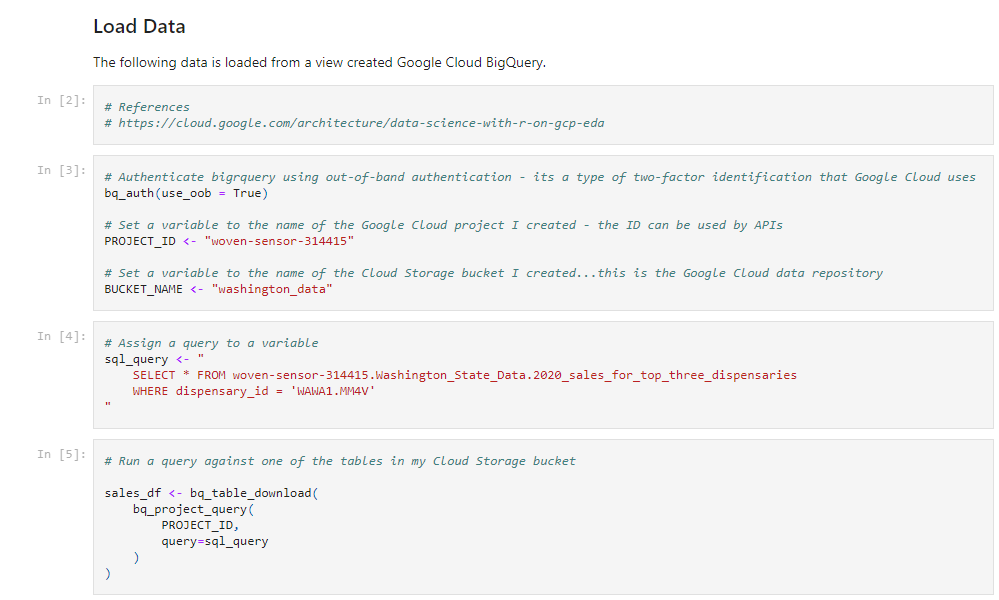 Load Data
The following data is loaded from a view created Google Cloud BigQuery.
In [2]:
# References
# https://cloud.google.com/architecture/data-science-with-r-on-gcp-eda
In [3]:
# Authenticate bigrquery using out-of-band authentication - its a type of two-factor identification that Google Cloud uses
bq_auth(use_oob = True)
# Set a variable to the name of the Google Cloud project I created - the ID can be used by APIs
PROJECT_ID <- "woven-sensor-314415"
# Set a variable to the name of the Cloud Storage bucket I created...this is the Google Cloud data repository
BUCKET_NAME <- "washington_data"
In [4]:
# Assign a query to a variable
sql_query <- "
SELECT * FROM woven-sensor-314415.Washington_State_Data.2020_sales_for_top_three_dispensaries
WHERE dispensary_id = 'WAWA1.MM4V'
"
In [5]:
# Run a query against one of the tables in my Cloud Storage bucket
sales_df <- bq_table_download(
bq_project_query(
PROJECT_ID,
query=sql_query
)
)